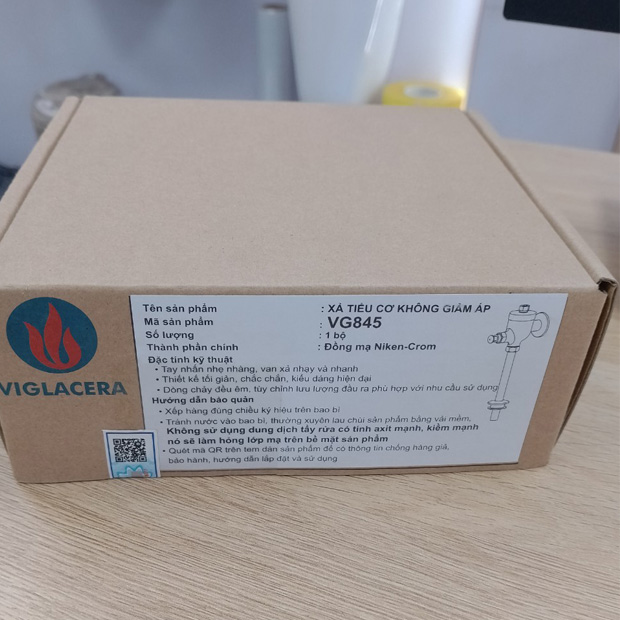 VIGLACERA
Tên sản phẩm : XẢ TIỂU CƠ KHÔNG GIẢM ÁP
Mã sản phẩm : VG845
Số lượng : 1 bộ
Thành phần chính : Đồng mạ Niken-Crom
Đặc tính kỹ thuật
• Tay nhấn nhẹ nhàng, van xả nhạy và nhanh
• Thiết kế tối giản, chắc chắn, kiểu dáng hiện đại
• Dòng chảy đều êm, tùy chỉnh lưu lượng đầu ra phù hợp với nhu cầu sử dụng
Hướng dẫn bảo quản
• Xếp hàng đúng chiều ký hiệu trên bao bì
• Tránh nước vào bao bì, thường xuyên lau chùi sản phẩm bằng vải mềm.
Không sử dụng dung dịch tẩy rửa có tính axit mạnh, kiềm mạnh
nó sẽ làm hỏng lớp mạ trên bề mặt sản phẩm
• Quét mã QR trên tem dán sản phẩm để có thông tin chống hàng giả,
bảo hành, hướng dẫn lắp đặt và sử dụng